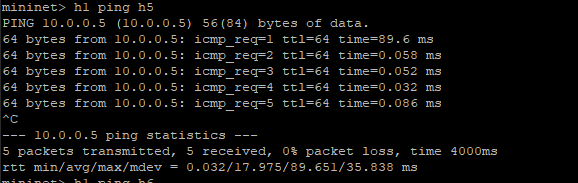 mininet> h1 ping h5
PING 10.0.0.5 (10.0.0.5) 56(84) bytes of data.
64 bytes from 10.0.0.5: icmp_req=1 ttl=64 time=89.6 ms
64 bytes from 10.0.0.5: icmp_req=2 ttl=64 time=0.058 ms
64 bytes from 10.0.0.5: icmp_req=3 ttl=64 time=0.052 ms
64 bytes from 10.0.0.5: icmp_req=4 ttl=64 time=0.032 ms
64 bytes from 10.0.0.5: icmp_req=5 ttl=64 time=0.086 ms
^C
--- 10.0.0.5 ping statistics ---
5 packets transmitted, 5 received, 0% packet loss, time 4000ms
rtt min/avg/max/mdev = 0.032/17.975/89.651/35.838 ms
mininet> h1 ping h6